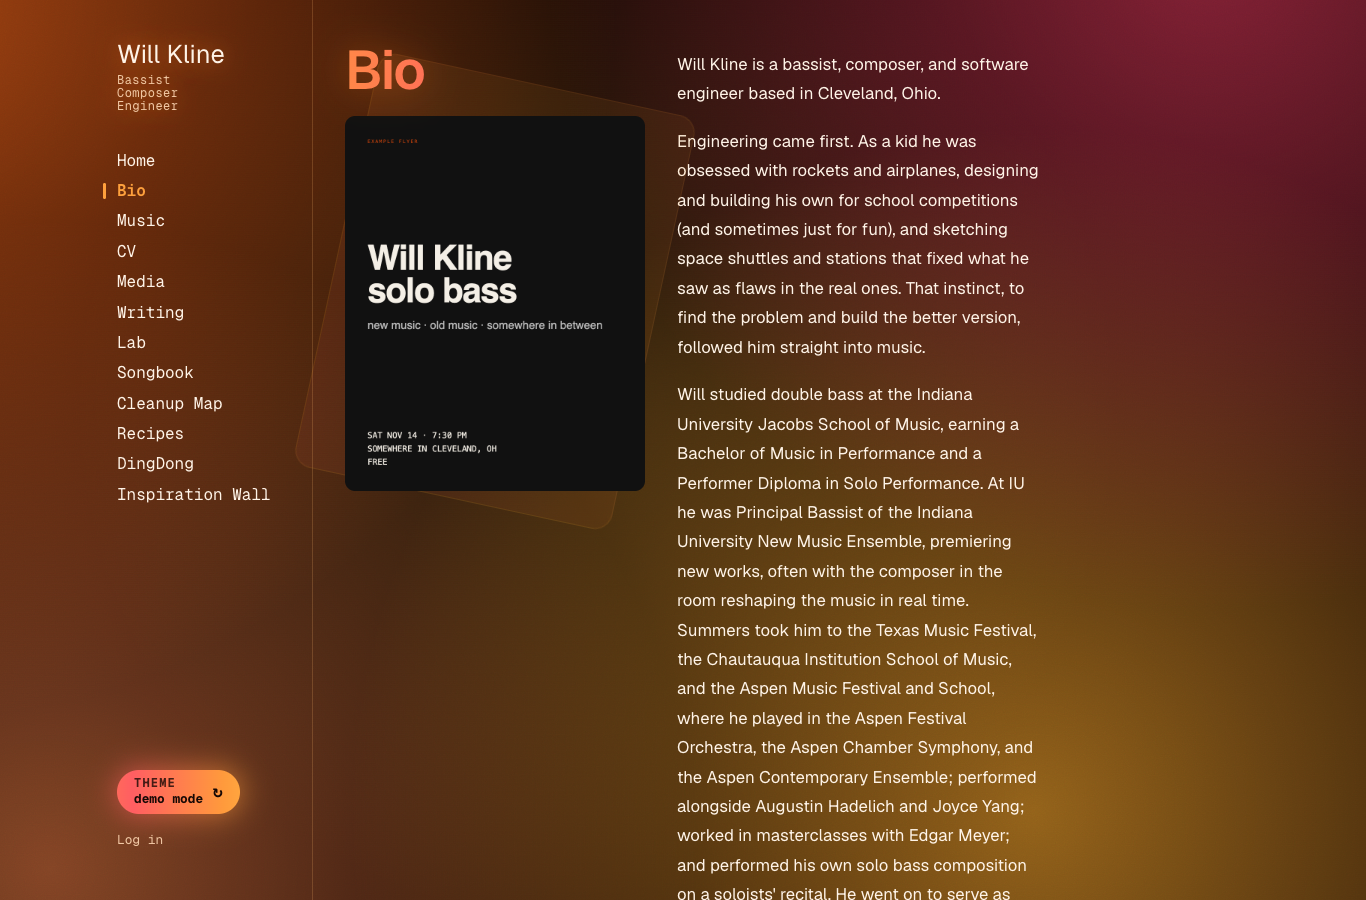 Will Kline
Bassist
Composer
Engineer
Home
Bio
Music
CV
Media
Writing
Lab
Songbook
Cleanup Map
Recipes
DingDong
Inspiration Wall
THEME
demo mode ↻
Log in
Bio
EXAMPLE FLYER
Will Kline
solo bass
new music · old music · somewhere in between
SAT NOV 14 · 7:30 PM
SOMEWHERE IN CLEVELAND, OH
FREE
Will Kline is a bassist, composer, and software
engineer based in Cleveland, Ohio.
Engineering came first. As a kid he was
obsessed with rockets and airplanes, designing
and building his own for school competitions
(and sometimes just for fun), and sketching
space shuttles and stations that fixed what he
saw as flaws in the real ones. That instinct, to
find the problem and build the better version,
followed him straight into music.
Will studied double bass at the Indiana
University Jacobs School of Music, earning a
Bachelor of Music in Performance and a
Performer Diploma in Solo Performance. At IU
he was Principal Bassist of the Indiana
University New Music Ensemble, premiering
new works, often with the composer in the
room reshaping the music in real time.
Summers took him to the Texas Music Festival,
the Chautauqua Institution School of Music,
and the Aspen Music Festival and School,
where he played in the Aspen Festival
Orchestra, the Aspen Chamber Symphony, and
the Aspen Contemporary Ensemble; performed
alongside Augustin Hadelich and Joyce Yang;
worked in masterclasses with Edgar Meyer;
and performed his own solo bass composition
on a soloists' recital. He went on to serve as